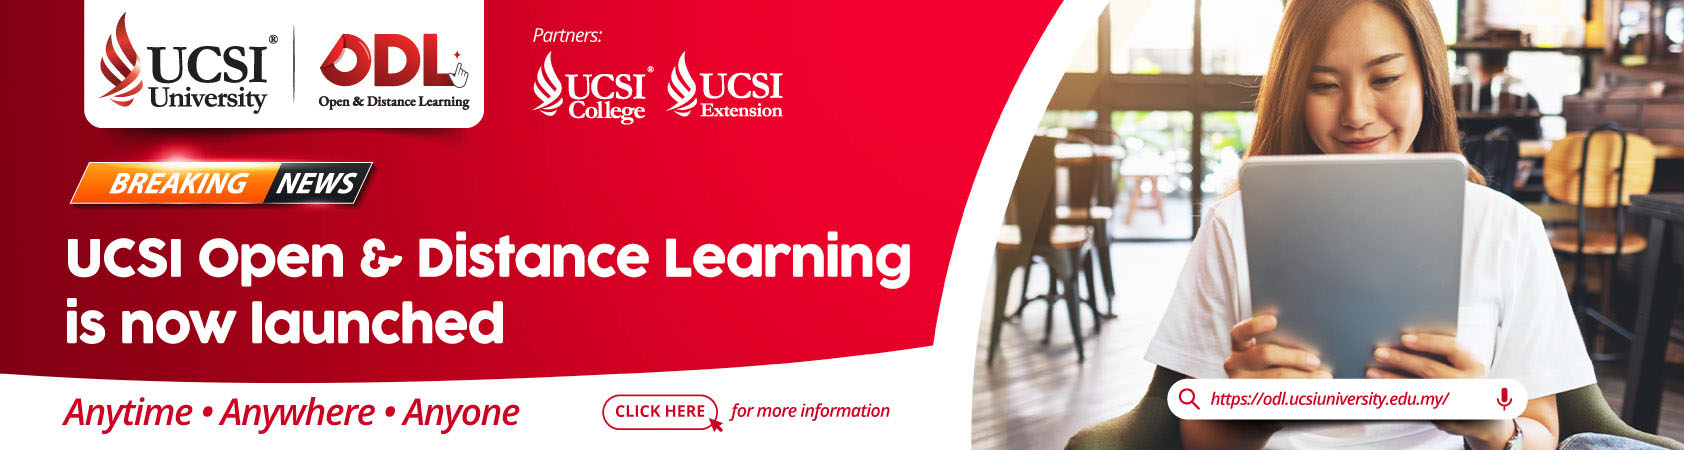 UCSI®
University
ODL
Open & Distance Learning
Partners:
UCSI®
College
UCSI
Extension
BREAKING NEWS
UCSI Open & Distance Learning
is now launched
Anytime • Anywhere • Anyone
CLICK HERE for more information
https://odl.ucsiuniversity.edu.my/